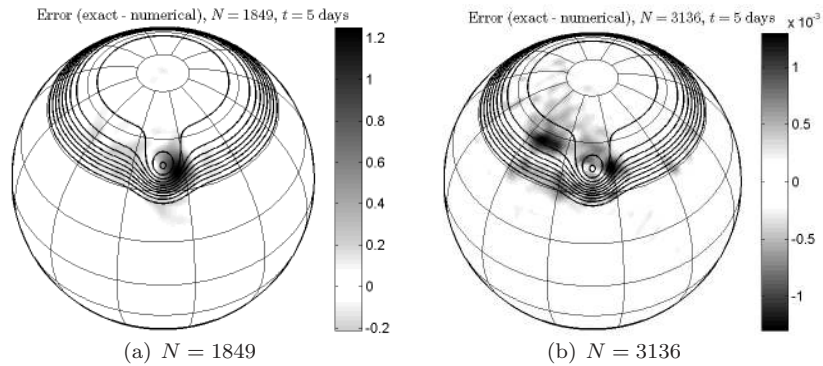 Error (exact - numerical), N = 1849, t = 5 days
1.2
1
0.8
0.6
0.4
0.2
0
-0.2
(a) N = 1849
Error (exact - numerical), N = 3136, t = 5 days
x 10^-3
1
0.5
0
-0.5
-1
(b) N = 3136